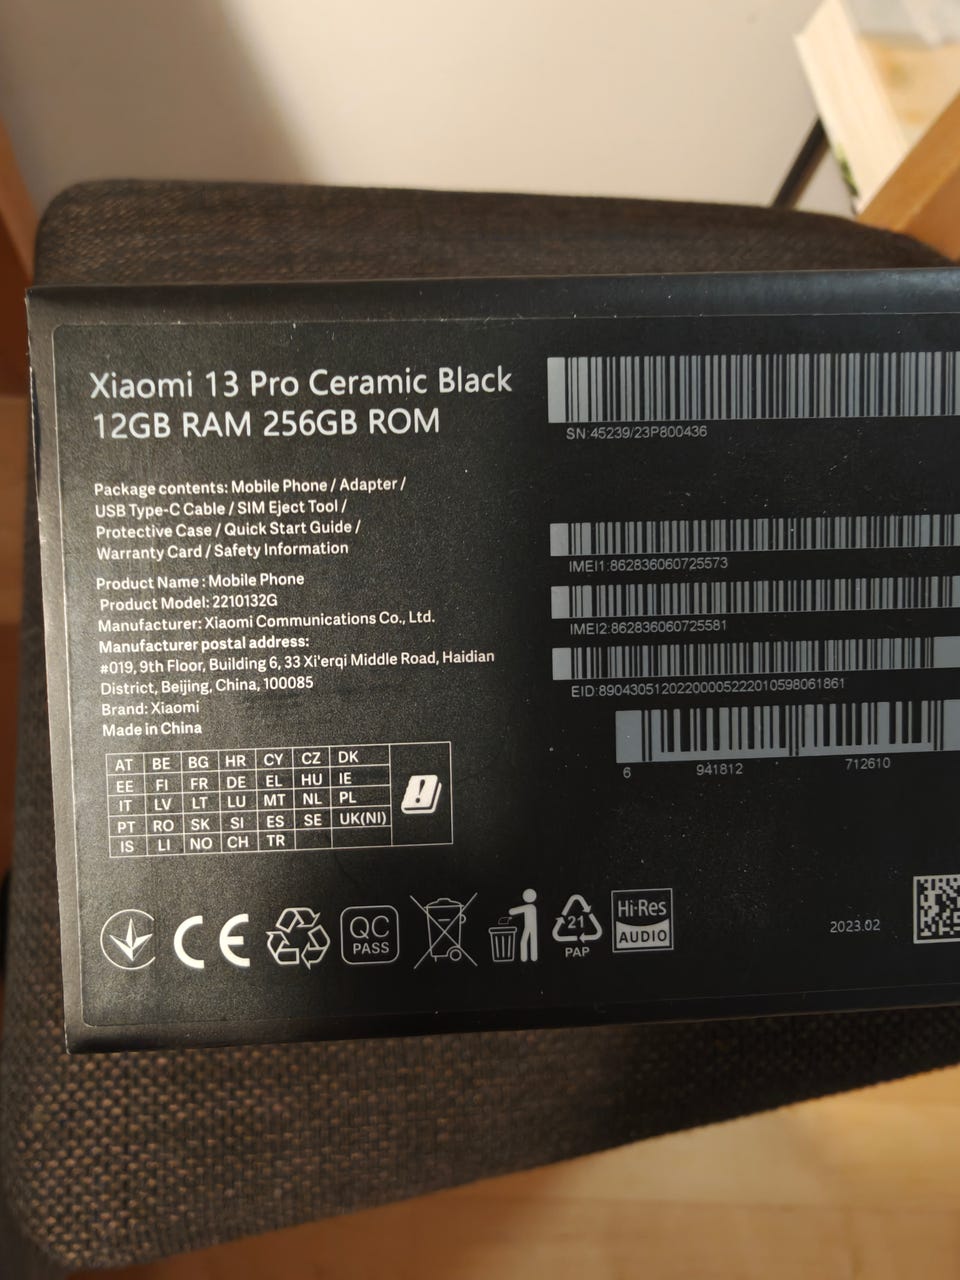 Xiaomi 13 Pro Ceramic Black
12GB RAM 256GB ROM
Package contents: Mobile Phone / Adapter /
USB Type-C Cable / SIM Eject Tool /
Protective Case / Quick Start Guide /
Warranty Card / Safety Information
Product Name : Mobile Phone
Product Model: 2210132G
Manufacturer: Xiaomi Communications Co., Ltd.
Manufacturer postal address:
#019, 9th Floor, Building 6, 33 Xi'erqi Middle Road, Haidian
District, Beijing, China, 100085
Brand: Xiaomi
Made in China
AT BE BG HR CY CZ DK
EE FI FR DE EL HU IE
IT LV LT LU MT NL PL
PT RO SK SI ES SE UK(NI)
IS LI NO CH TR
CE
QC
PASS
21
PAP
Hi-Res
AUDIO
SN:45239/23P800436
IMEI1:862836060725573
IMEI2:862836060725581
EID:89043051202200005222010598061861
6 941812 712610
2023.02